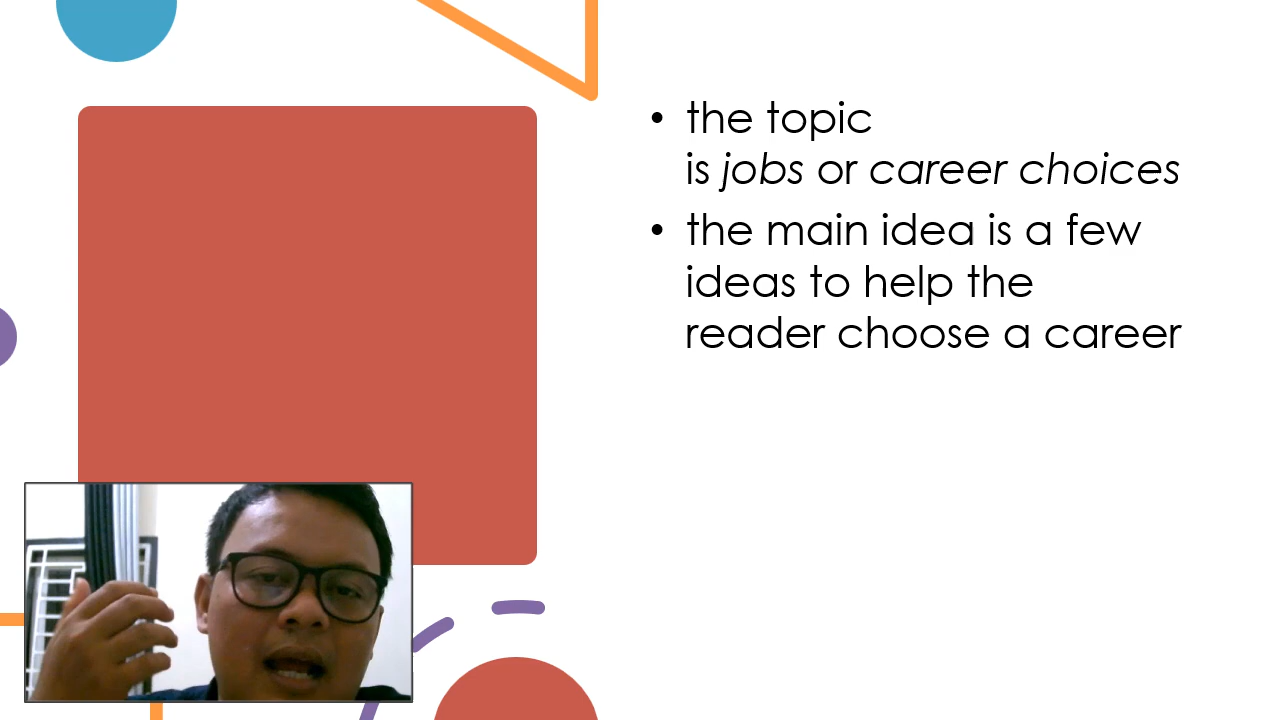 • the topic
is jobs or career choices
• the main idea is a few
ideas to help the
reader choose a career